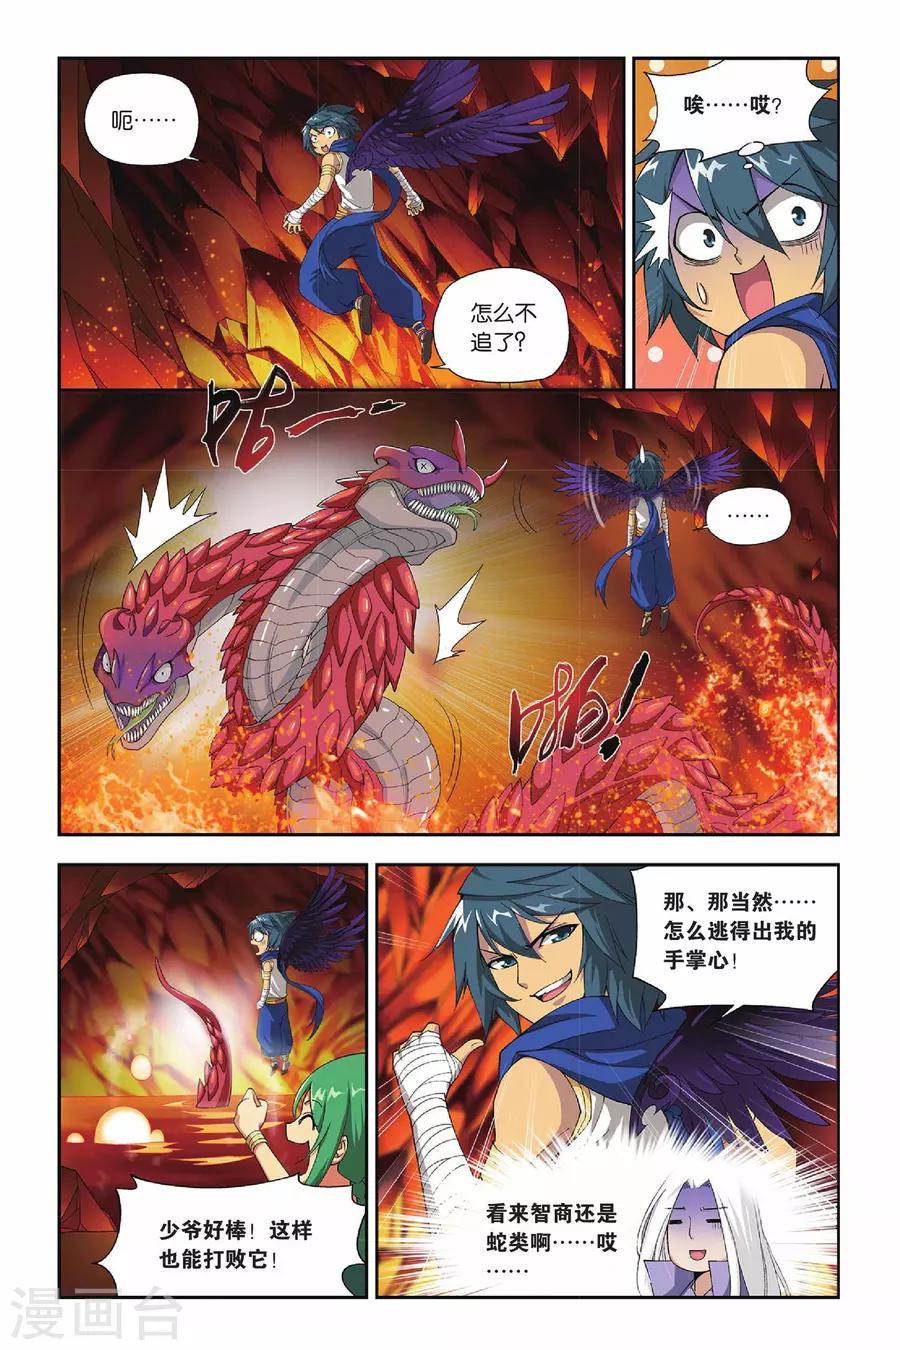 呃……
怎么不
追了？
唉……哎？
咕——
……
啪！
少爷好棒！这样
也能打败它！
那、那当然……
怎么逃得出我的
手掌心！
看来智商还是
蛇类啊……哎
……
漫画台